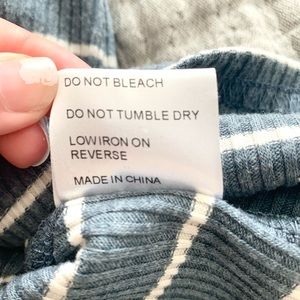 DO NOT BLEACH
DO NOT TUMBLE DRY
LOW IRON ON
REVERSE
MADE IN CHINA